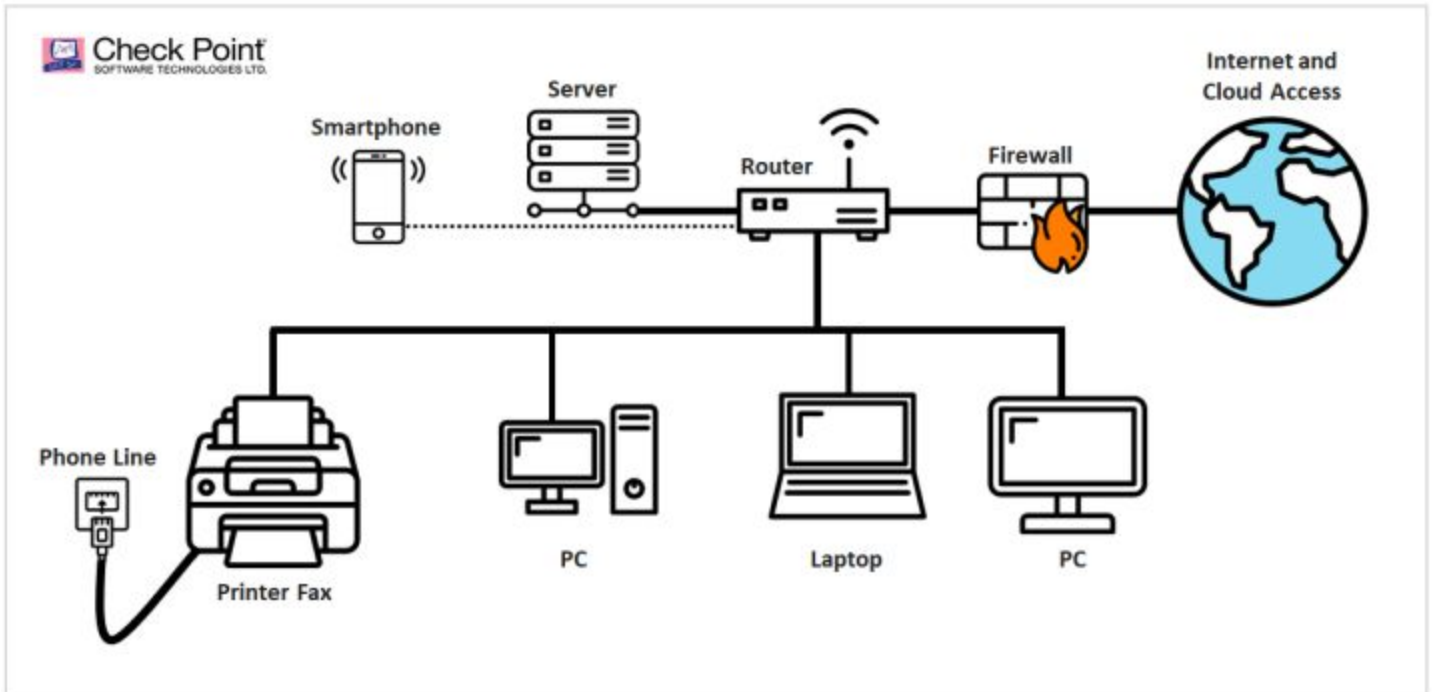 Check Point
SOFTWARE TECHNOLOGIES LTD.
Internet and
Cloud Access
Server
Smartphone
Router
Firewall
Phone Line
PC
Laptop
PC
Printer Fax